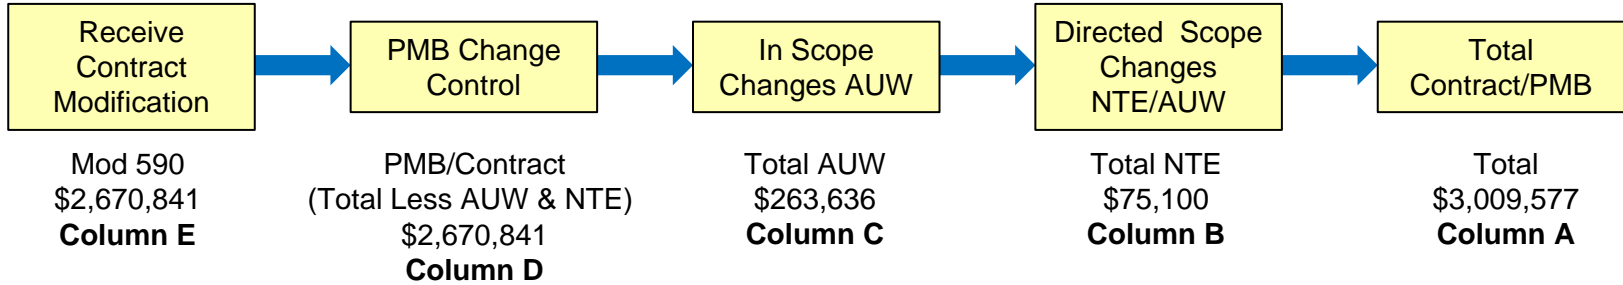 Receive
Contract
Modification
PMB Change
Control
In Scope
Changes AUW
Directed  Scope
Changes
NTE/AUW
Total
Contract/PMB
Mod 590
$2,670,841
Column E
PMB/Contract
(Total Less AUW & NTE)
$2,670,841
Column D
Total AUW
$263,636
Column C
Total NTE
$75,100
Column B
Total
$3,009,577
Column A